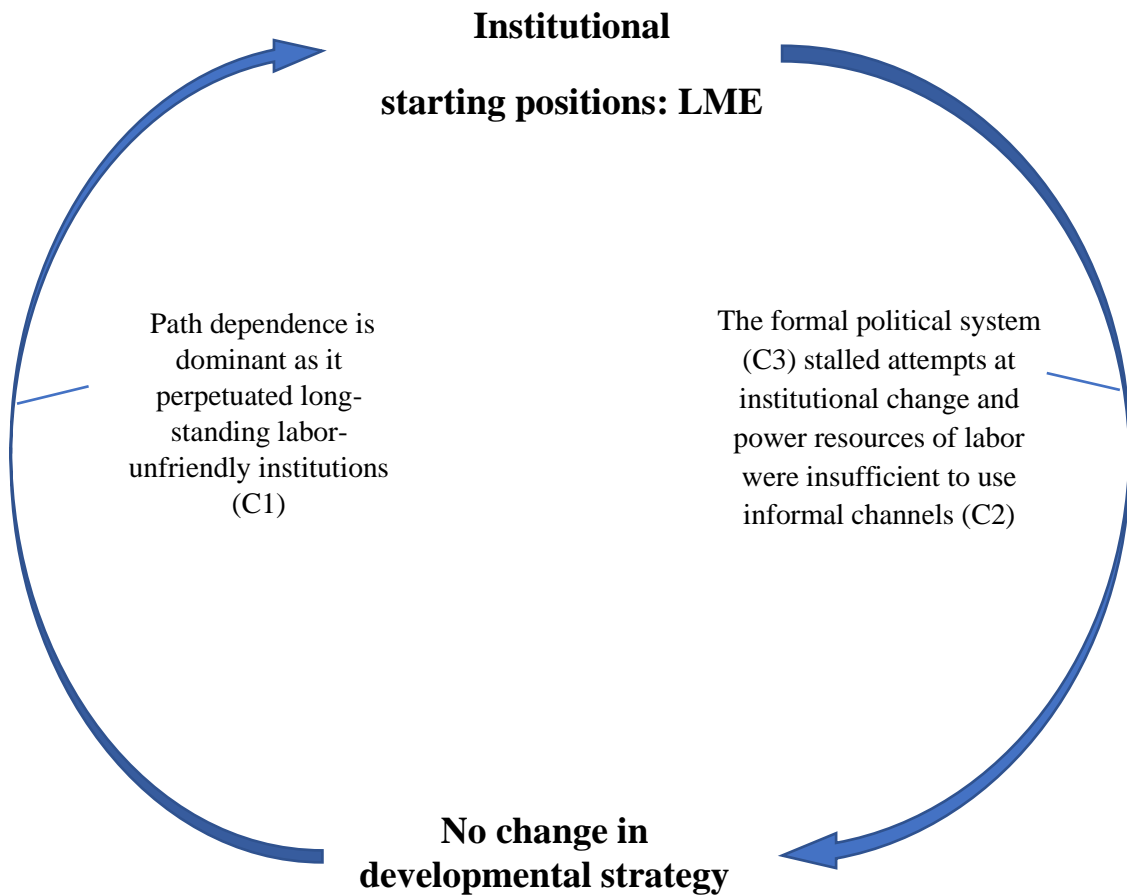 Institutional
starting positions: LME
Path dependence is
dominant as it
perpetuated long-
standing labor-
unfriendly institutions
(C1)
The formal political system
(C3) stalled attempts at
institutional change and
power resources of labor
were insufficient to use
informal channels (C2)
No change in
developmental strategy